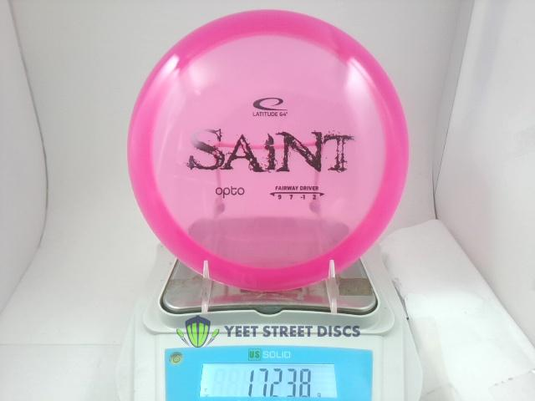 LATITUDE 64°
SAINT
opto
FAIRWAY DRIVER
9 7 -1 2
YEET STREET DISCS
US SOLID
172.38 g